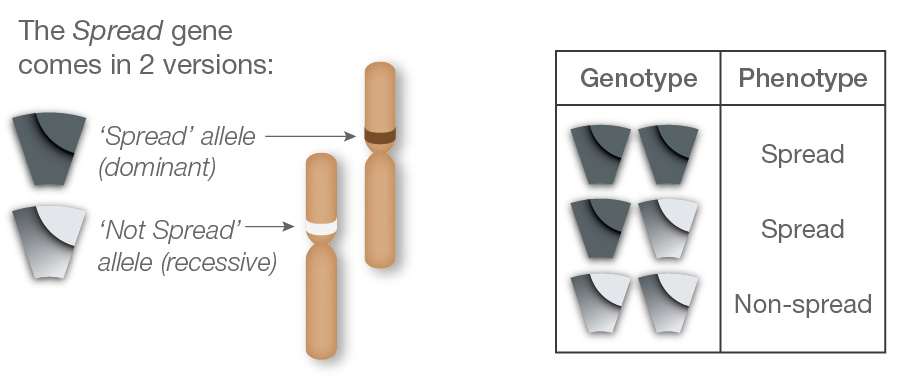 The Spread gene
comes in 2 versions:
‘Spread’ allele
(dominant)
‘Not Spread’
allele (recessive)
Genotype Phenotype
Spread
Spread
Non-spread